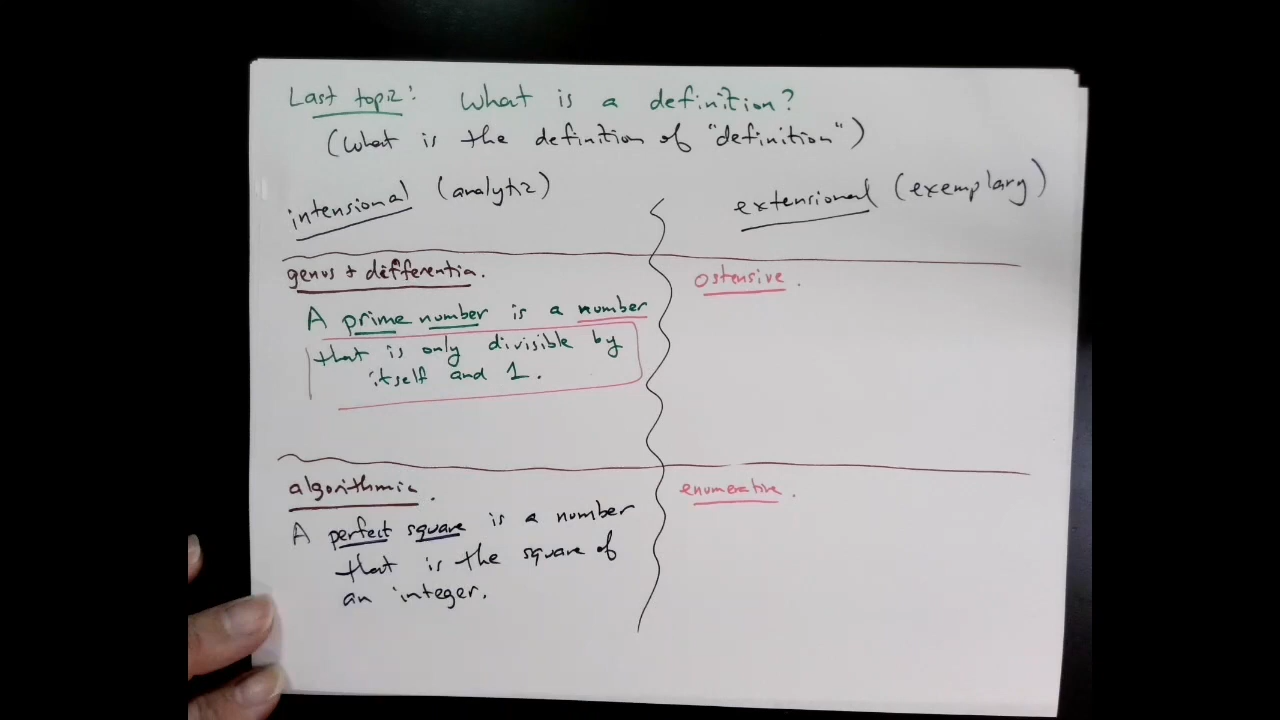 Last topic: What is a definition?
(What is the definition of "definition")
intensional (analytic)
extensional (exemplary)
genus + differentia.
A prime number is a number
that is only divisible by
itself and 1.
ostensive.
algorithmic.
A perfect square is a number
that is the square of
an integer.
enumerative.